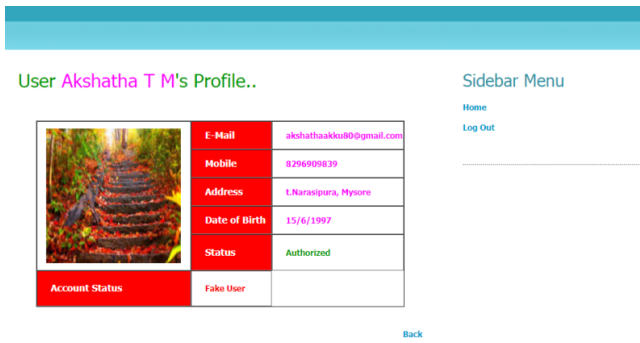 User Akshatha T M's Profile..
Sidebar Menu
Home
Log Out
E-Mail akshathaakku80@gmail.com
Mobile 8296909839
Address t.Narasipura, Mysore
Date of Birth 15/6/1997
Status Authorized
Account Status Fake User
Back